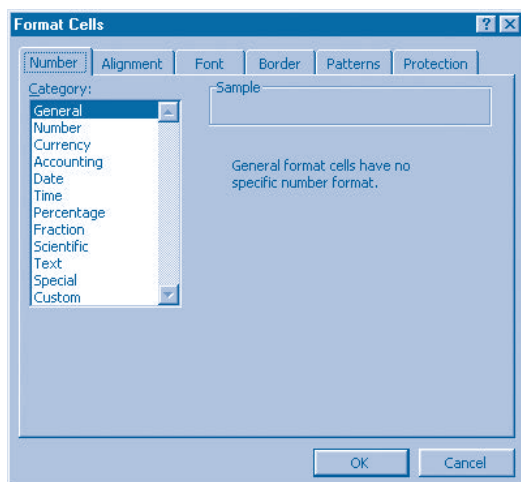 Format Cells
Number Alignment Font Border Patterns Protection
Category:
General
Number
Currency
Accounting
Date
Time
Percentage
Fraction
Scientific
Text
Special
Custom
Sample
General format cells have no
specific number format.
OK Cancel